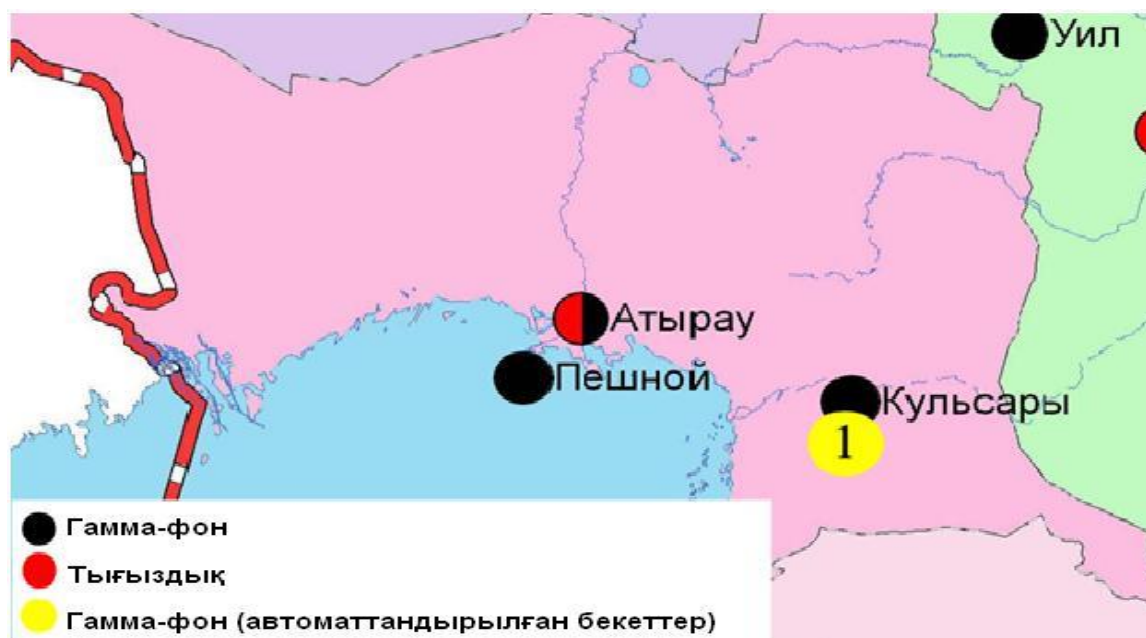 Уил
Атырау
Пешной
Кульсары
1
Гамма-фон
Тығыздық
Гамма-фон (автоматтандырылған бекеттер)